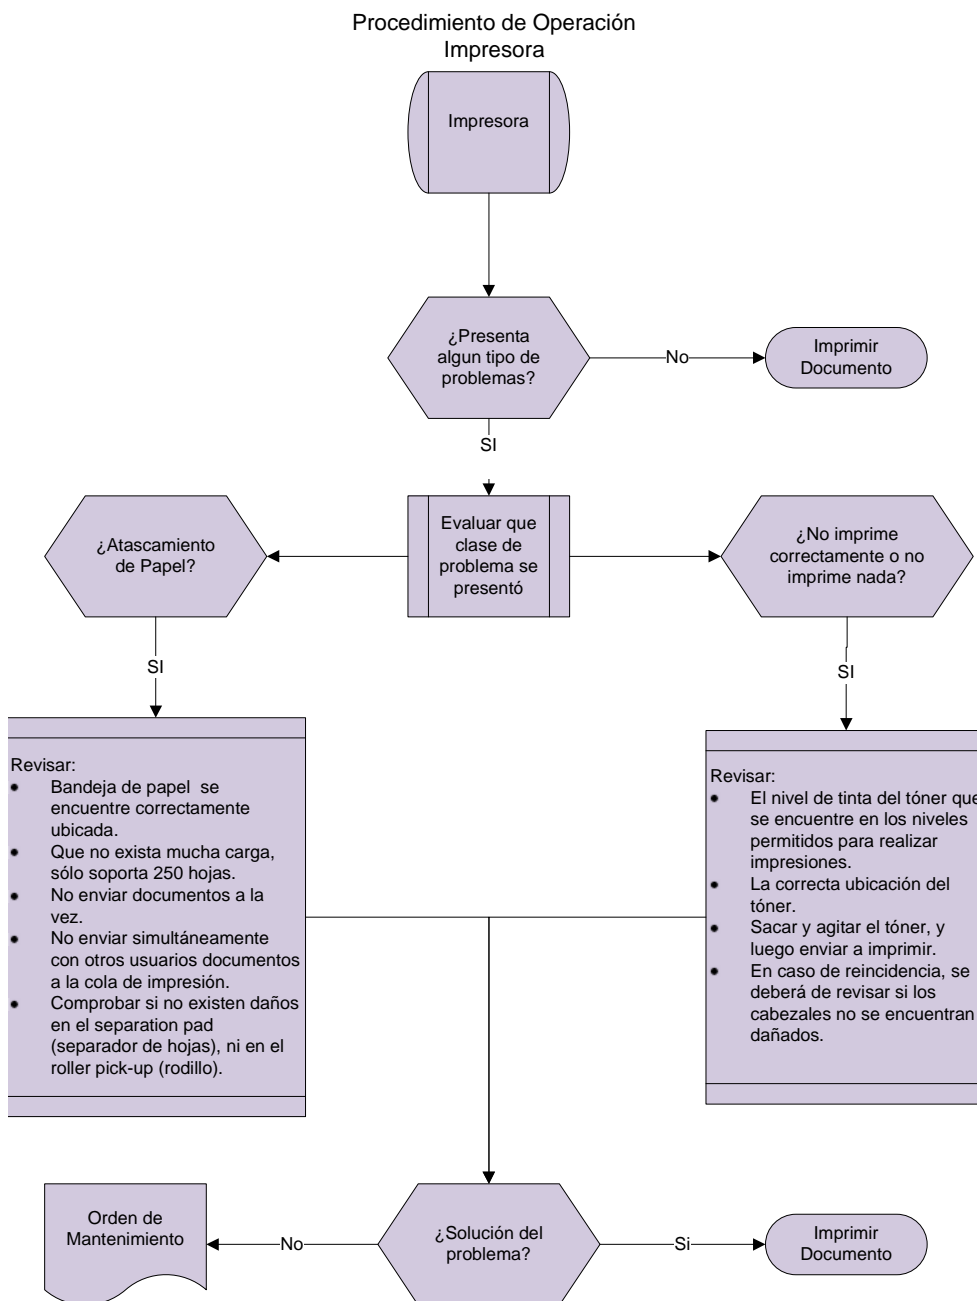 Procedimiento de Operación
Impresora
Impresora
¿Presenta
algun tipo de
problemas?
No
Imprimir
Documento
SI
¿Atascamiento
de Papel?
Evaluar que
clase de
problema se
presentó
¿No imprime
correctamente o no
imprime nada?
SI
SI
Revisar:
• Bandeja de papel se
encuentre correctamente
ubicada.
• Que no exista mucha carga,
sólo soporta 250 hojas.
• No enviar documentos a la
vez.
• No enviar simultáneamente
con otros usuarios documentos
a la cola de impresión.
• Comprobar si no existen daños
en el separation pad
(separador de hojas), ni en el
roller pick-up (rodillo).
Revisar:
• El nivel de tinta del tóner que
se encuentre en los niveles
permitidos para realizar
impresiones.
• La correcta ubicación del
tóner.
• Sacar y agitar el tóner, y
luego enviar a imprimir.
• En caso de reincidencia, se
deberá de revisar si los
cabezales no se encuentran
dañados.
Orden de
Mantenimiento
No
¿Solución del
problema?
Si
Imprimir
Documento